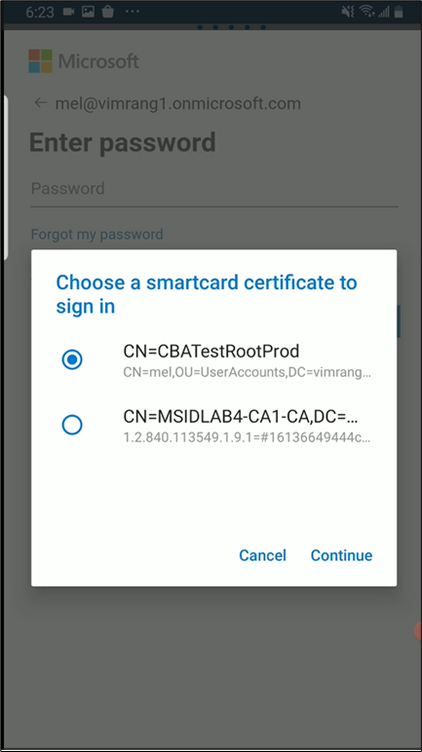 6:23
Microsoft
mel@vimrang1.onmicrosoft.com
Enter password
Password
Forgot my password
Choose a smartcard certificate to
sign in
CN=CBATestRootProd
CN=mel,OU=UserAccounts,DC=vimrang...
CN=MSIDLAB4-CA1-CA,DC=...
1.2.840.113549.1.9.1=#16136649444c...
Cancel Continue